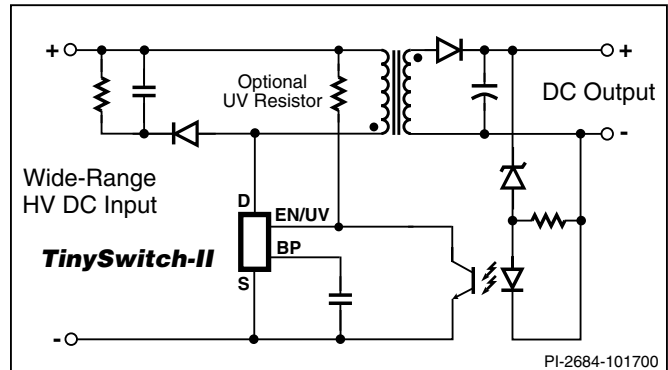 +
+
Optional
UV Resistor
DC Output
-
Wide-Range
HV DC Input
D
EN/UV
BP
TinySwitch-II
S
-
PI-2684-101700